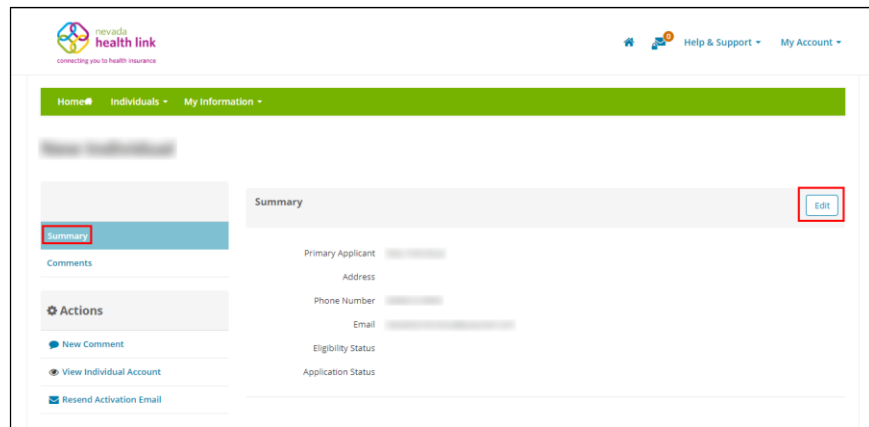 nevada
health link
connecting you to health insurance
0
Help & Support
My Account
Home
Individuals
My Information
Summary
Edit
Summary
Comments
Primary Applicant
Address
Phone Number
Email
Eligibility Status
Application Status
Actions
New Comment
View Individual Account
Resend Activation Email